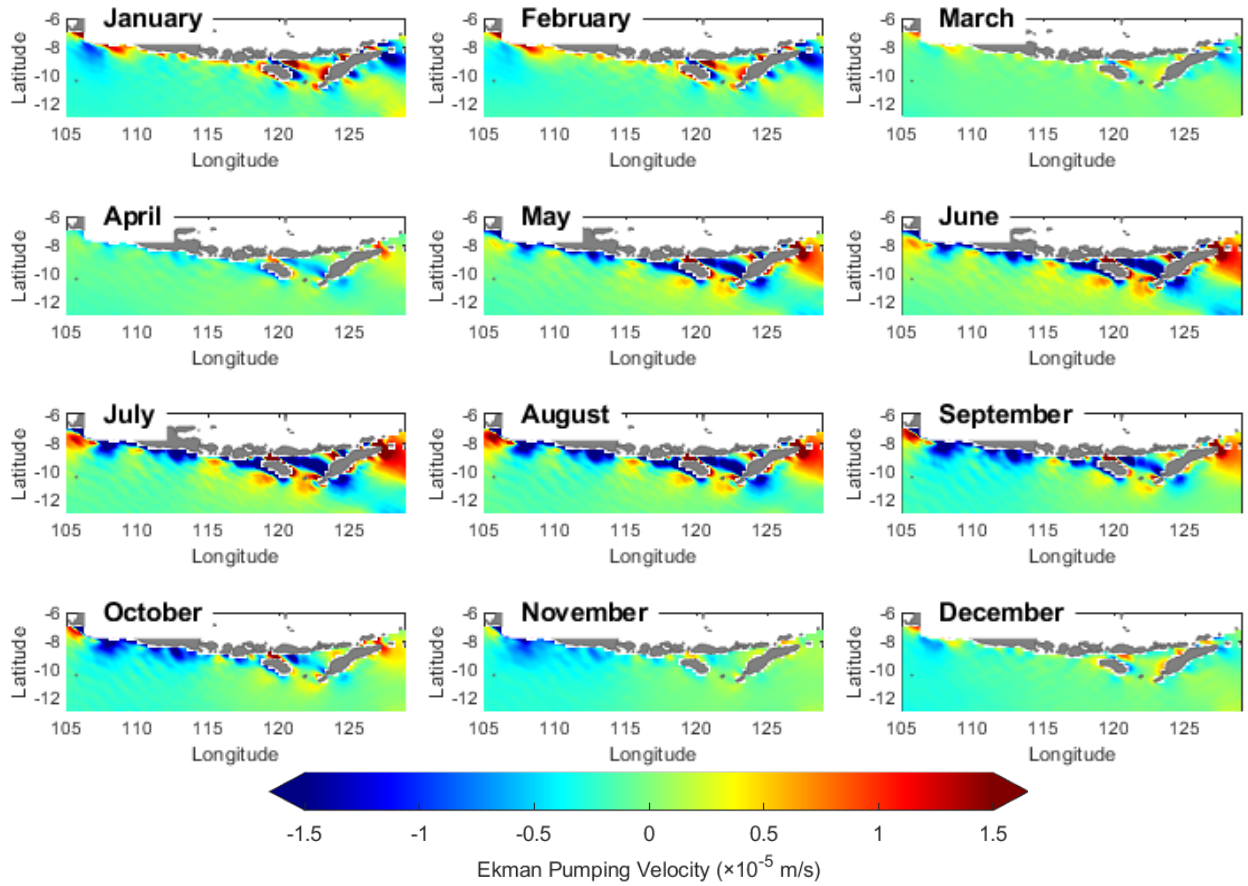 January February March
-6 -6 -6
-8 -8 -8
-10 -10 -10
-12 -12 -12
Latitude Latitude Latitude
105 110 115 120 125 105 110 115 120 125 105 110 115 120 125
Longitude Longitude Longitude
April May June
-6 -6 -6
-8 -8 -8
-10 -10 -10
-12 -12 -12
Latitude Latitude Latitude
105 110 115 120 125 105 110 115 120 125 105 110 115 120 125
Longitude Longitude Longitude
July August September
-6 -6 -6
-8 -8 -8
-10 -10 -10
-12 -12 -12
Latitude Latitude Latitude
105 110 115 120 125 105 110 115 120 125 105 110 115 120 125
Longitude Longitude Longitude
October November December
-6 -6 -6
-8 -8 -8
-10 -10 -10
-12 -12 -12
Latitude Latitude Latitude
105 110 115 120 125 105 110 115 120 125 105 110 115 120 125
Longitude Longitude Longitude
-1.5 -1 -0.5 0 0.5 1 1.5
Ekman Pumping Velocity (×10⁻⁵ m/s)